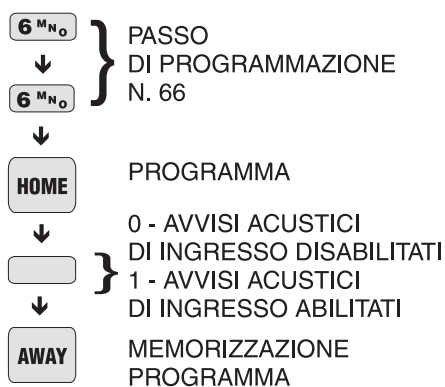 6 MNO
PASSO
DI PROGRAMMAZIONE
N. 66
6 MNO
HOME
PROGRAMMA
0 - AVVISI ACUSTICI
DI INGRESSO DISABILITATI
1 - AVVISI ACUSTICI
DI INGRESSO ABILITATI
AWAY
MEMORIZZAZIONE
PROGRAMMA